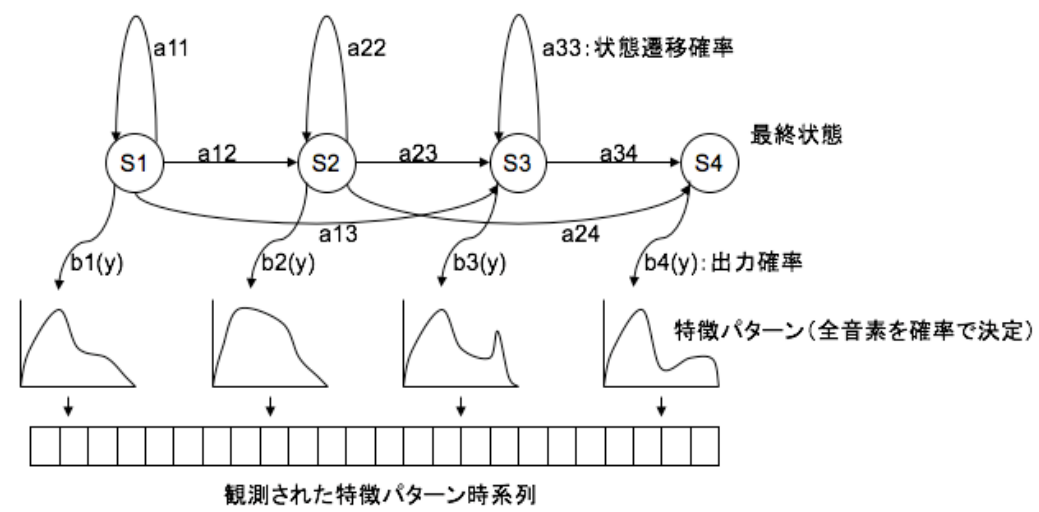 a11
a22
a33:状態遷移確率
最終状態
S1
a12
S2
a23
S3
a34
S4
a13
a24
b1(y)
b2(y)
b3(y)
b4(y):出力確率
特徴パターン(全音素を確率で決定)
観測された特徴パターン時系列